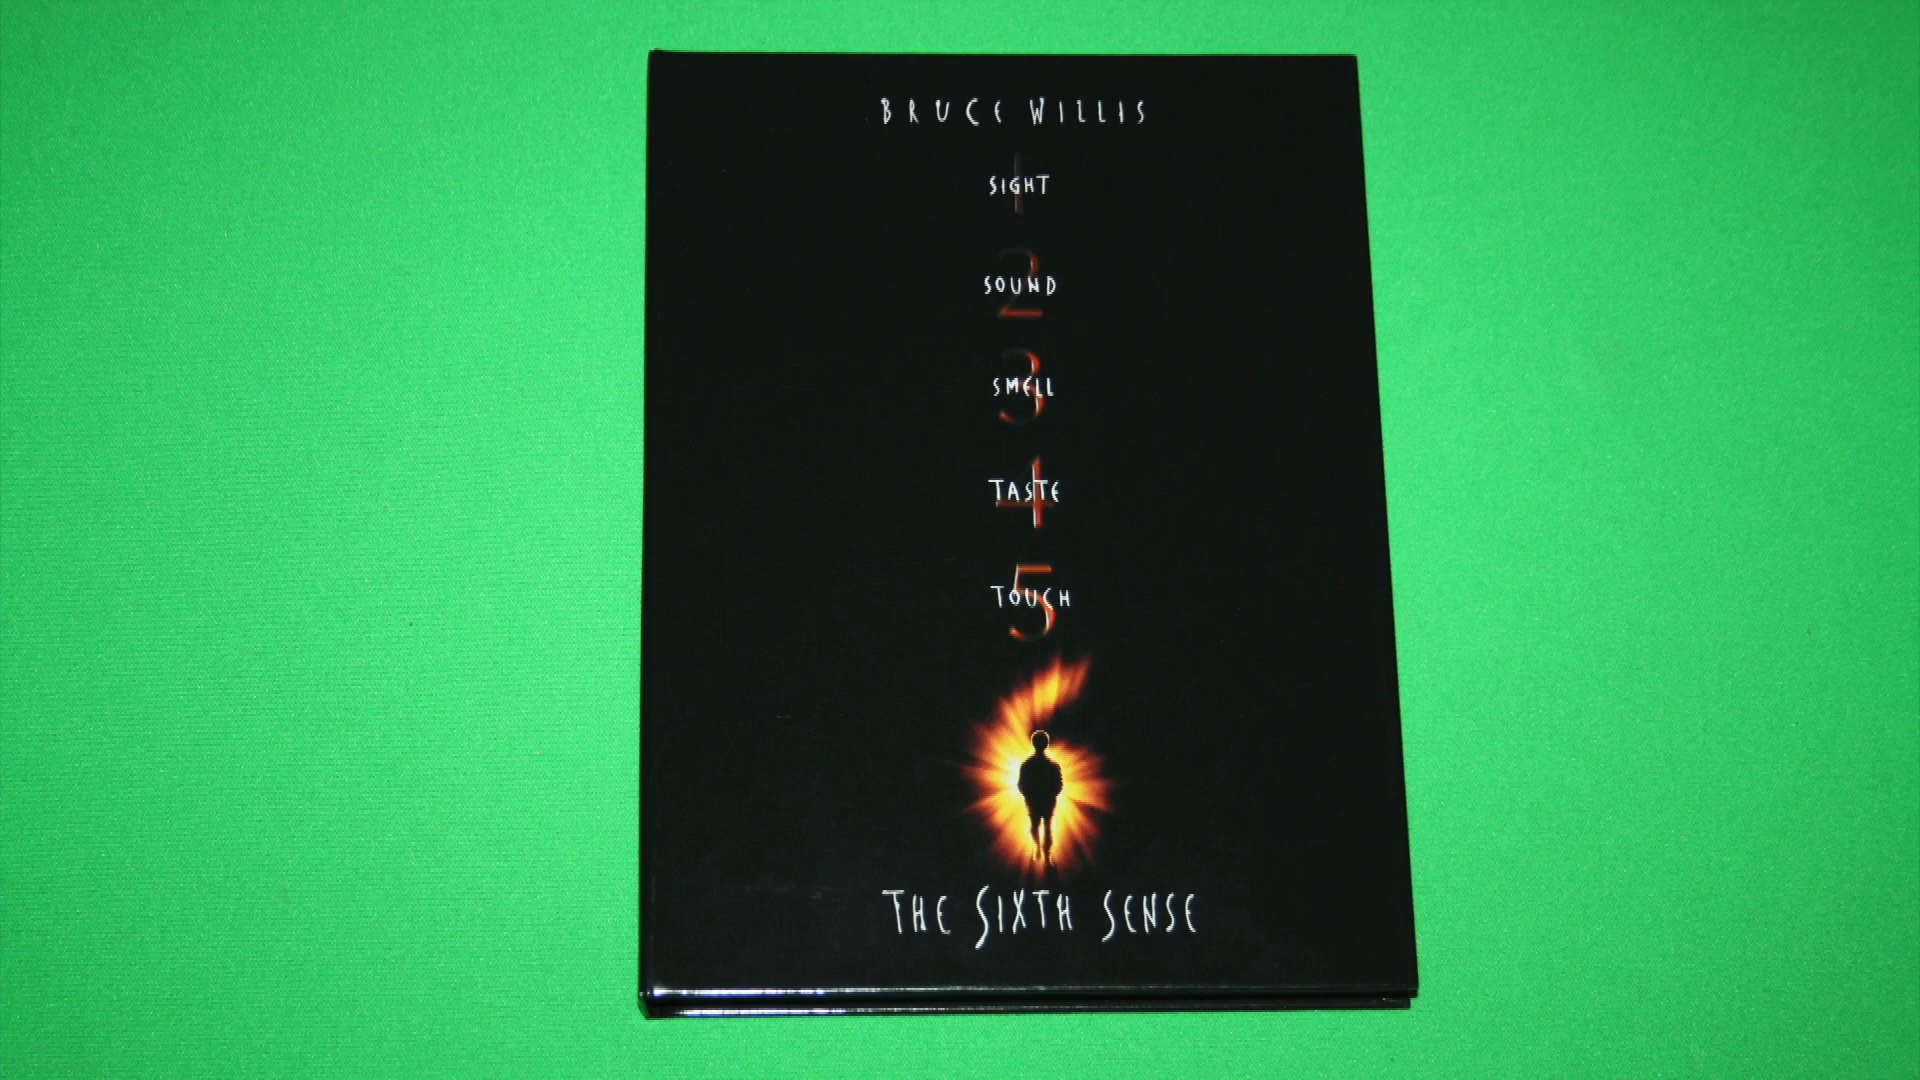 BRUCE WILLIS
1
SIGHT
2
SOUND
3
SMELL
4
TASTE
5
TOUCH
6
THE SIXTH SENSE